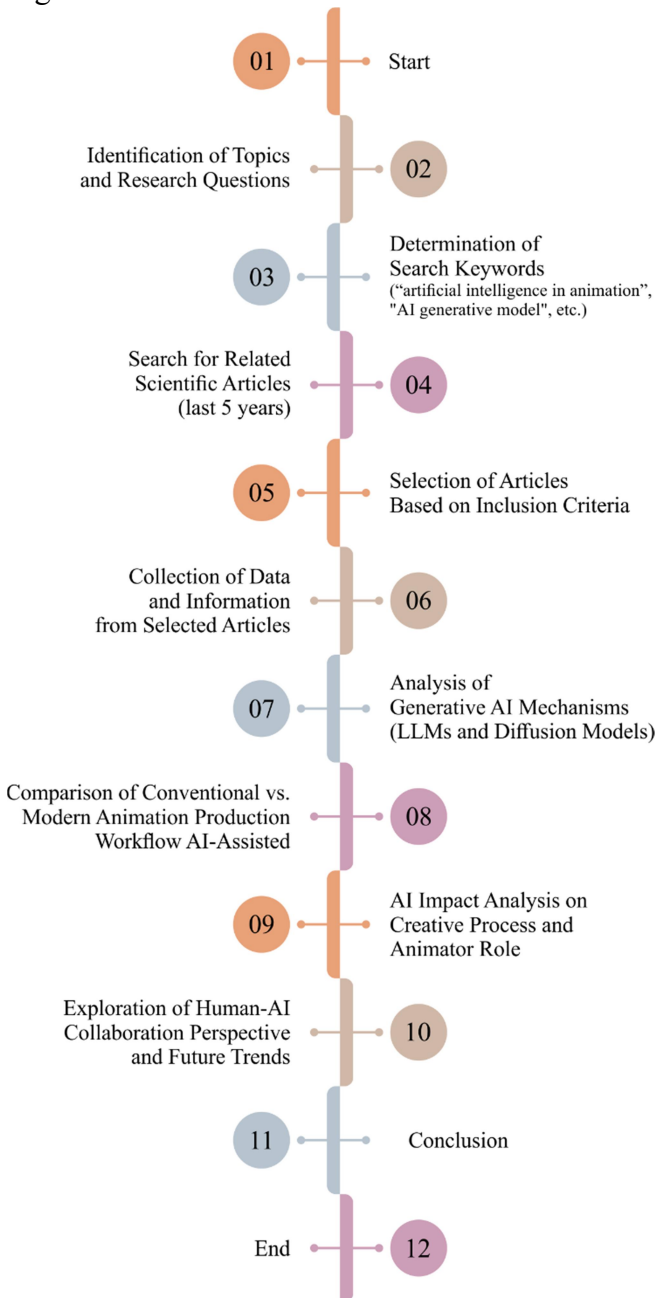 01
Start
Identification of Topics
and Research Questions
02
03
Determination of
Search Keywords
(“artificial intelligence in animation”,
"AI generative model", etc.)
Search for Related
Scientific Articles
(last 5 years)
04
05
Selection of Articles
Based on Inclusion Criteria
Collection of Data
and Information
from Selected Articles
06
07
Analysis of
Generative AI Mechanisms
(LLMs and Diffusion Models)
Comparison of Conventional vs.
Modern Animation Production
Workflow AI-Assisted
08
09
AI Impact Analysis on
Creative Process and
Animator Role
Exploration of Human-AI
Collaboration Perspective
and Future Trends
10
11
Conclusion
End
12